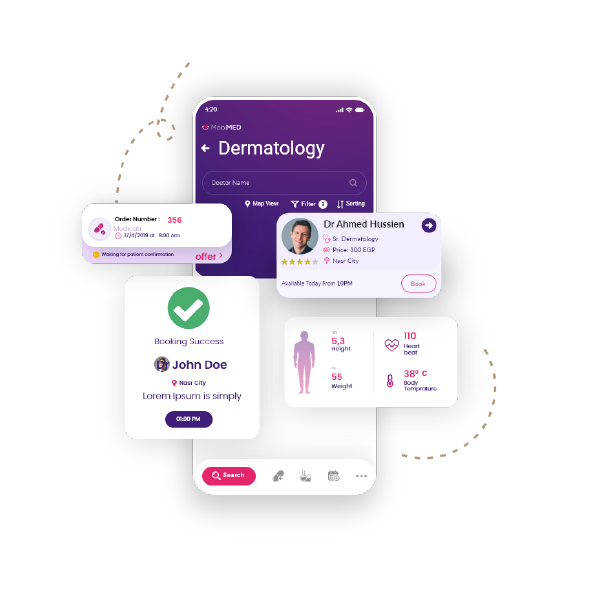 4:20
MobiMED
Dermatology
Doctor Name
Map View
Filter 3
Sorting
Order Number : 356
Medicati
17/4/2019 at 9:00 Am
Waiting for patient confirmation
offer
Dr Ahmed Hussien
Sr. Dermatology
Price: 300 EGP
Nasr City
Available Today From 10PM
Book
Booking Success
John Doe
Nasr City
Lorem Ipsum is simply
01:00 PM
5,3
Height
55
Weight
110
Heart
beat
38º c
Body
Temprature
Search